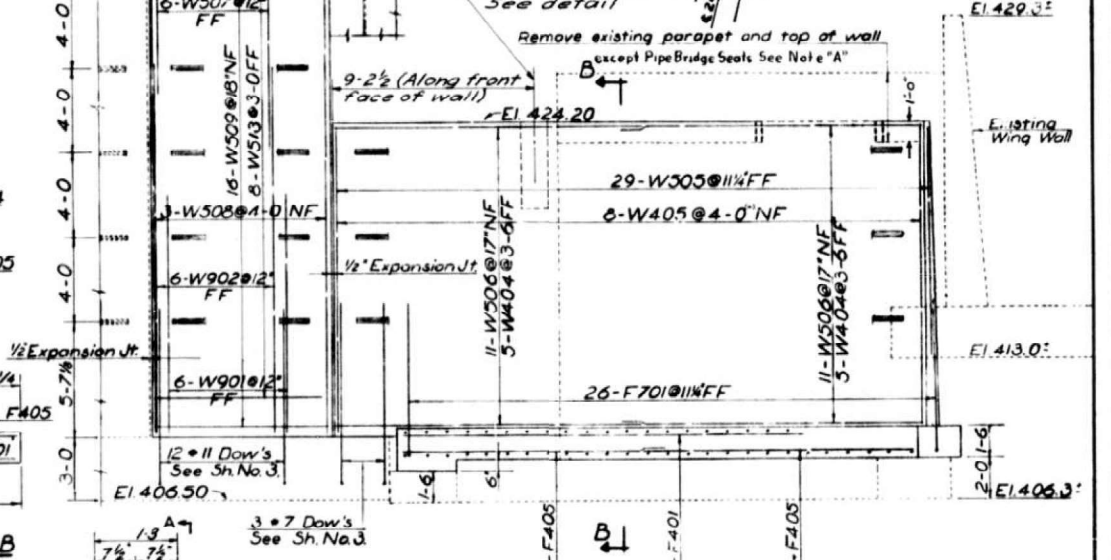 6-W507@12"
FF
See detail
El. 429.3±
Remove existing parapet and top of wall
except Pipe Bridge Seats See Note "A"
B
4-0
4-0
4-0
4-0
5-7⅛
3-0
9-2½ (Along front
face of wall)
1'-0"
El. 424.20
Existing
Wing Wall
16-W509@18"NF
8-W513@3-0FF
29-W505@11¼"FF
3-W508@4-0 NF
8-W405@4-0" NF
11-W506@17"NF
5-W404@3-6FF
11-W506@17"NF
5-W404@3-6FF
½" Expansion Jt.
6-W902@12"
FF
½" Expansion Jt.
El. 413.0±
6-W901@12"
FF
26-F701@11¼"FF
F405
12 # 11 Dow's
See Sh. No. 3.
1-6
6"
2-0
1-6
El. 406.50
El. 406.3±
3 # 7 Dow's
See Sh. No. 3.
A
1-3
7½" 7½"
B
-F405
-F401
-F405
B